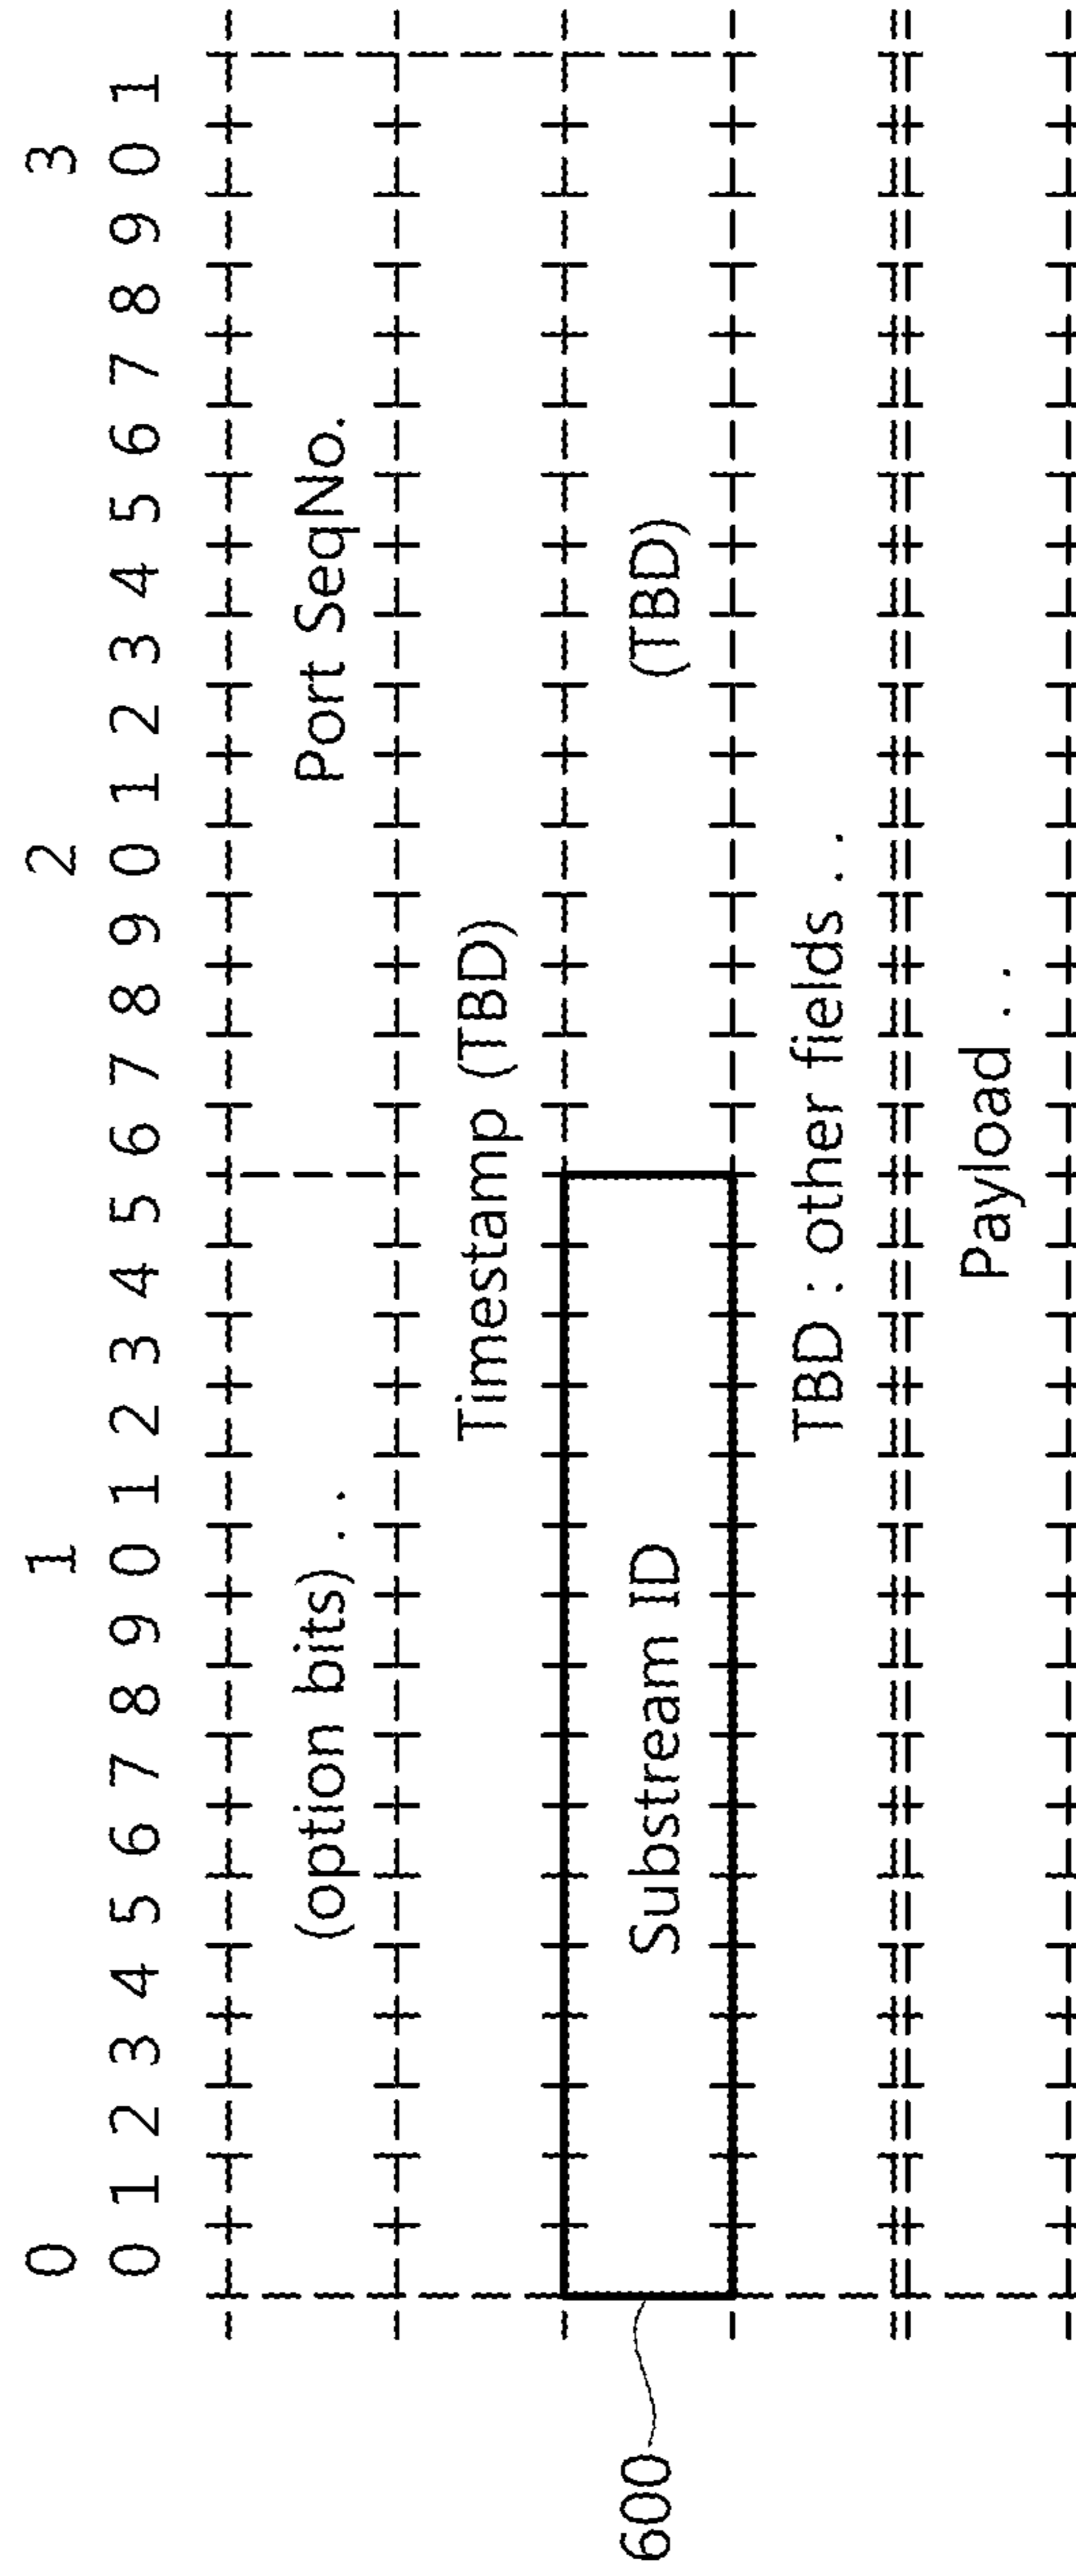 0 1 2 3
0 1 2 3 4 5 6 7 8 9 0 1 2 3 4 5 6 7 8 9 0 1 2 3 4 5 6 7 8 9 0 1
(option bits) . . Port SeqNo.
Timestamp (TBD)
600 Substream ID (TBD)
TBD : other fields . .
Payload . .